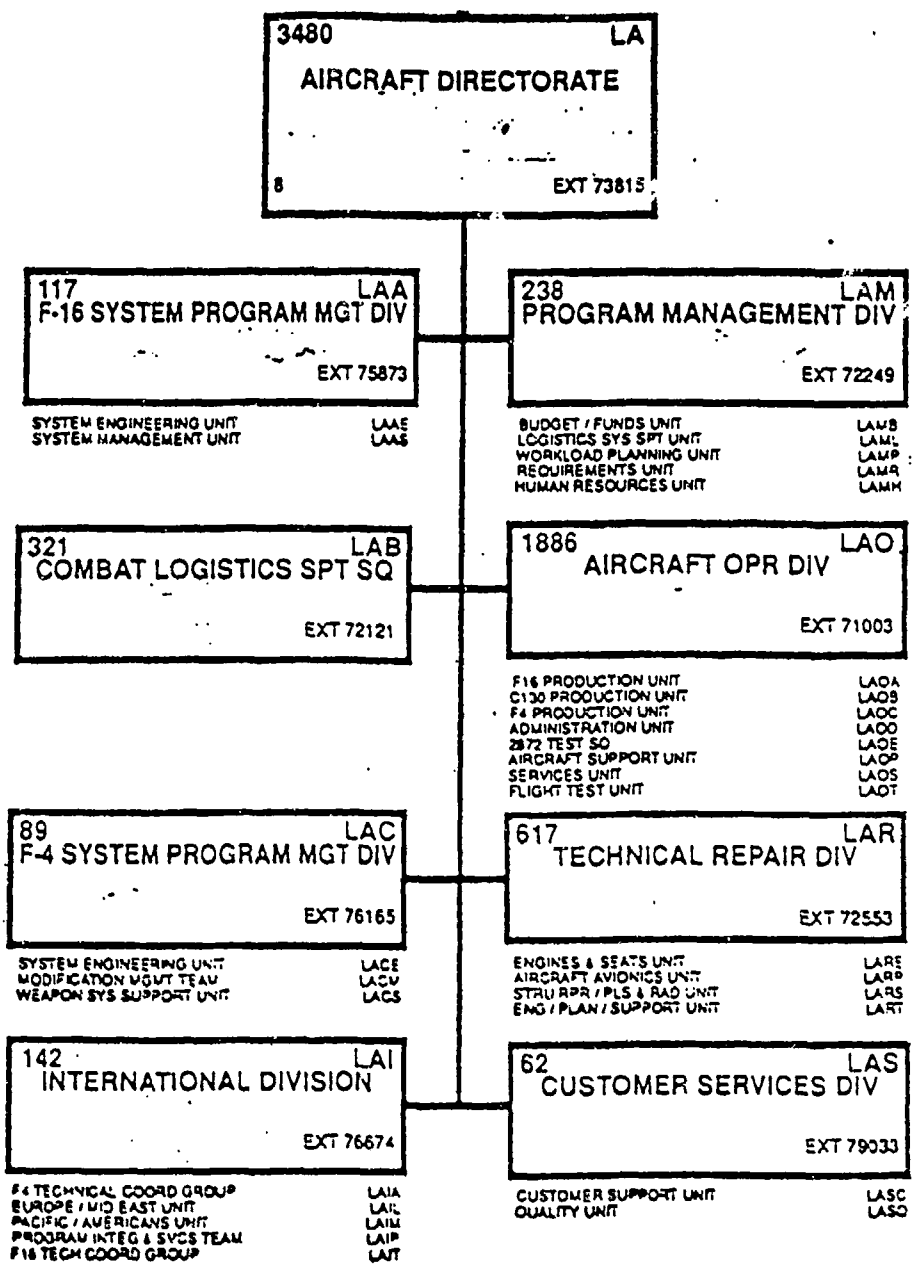 3480 LA
AIRCRAFT DIRECTORATE
8 EXT 73815
117 LAA
F-16 SYSTEM PROGRAM MGT DIV
EXT 75873
SYSTEM ENGINEERING UNIT LAAE
SYSTEM MANAGEMENT UNIT LAAS
238 LAM
PROGRAM MANAGEMENT DIV
EXT 72249
BUDGET / FUNDS UNIT LAMB
LOGISTICS SYS SPT UNIT LAML
WORKLOAD PLANNING UNIT LAMP
REQUIREMENTS UNIT LAMR
HUMAN RESOURCES UNIT LAMH
321 LAB
COMBAT LOGISTICS SPT SQ
EXT 72121
1886 LAO
AIRCRAFT OPR DIV
EXT 71003
F16 PRODUCTION UNIT LAOA
C130 PRODUCTION UNIT LAOB
F4 PRODUCTION UNIT LAOC
ADMINISTRATION UNIT LAOO
2872 TEST SQ LAOE
AIRCRAFT SUPPORT UNIT LAOP
SERVICES UNIT LAOS
FLIGHT TEST UNIT LAOT
89 LAC
F-4 SYSTEM PROGRAM MGT DIV
EXT 76165
SYSTEM ENGINEERING UNIT LACE
MODIFICATION MGMT TEAM LACM
WEAPON SYS SUPPORT UNIT LACS
617 LAR
TECHNICAL REPAIR DIV
EXT 72553
ENGINES & SEATS UNIT LARE
AIRCRAFT AVIONICS UNIT LARP
STRU RPR / PLS & RAD UNIT LARS
ENG / PLAN / SUPPORT UNIT LART
142 LAI
INTERNATIONAL DIVISION
EXT 76674
F4 TECHNICAL COORD GROUP LAIA
EUROPE / MID EAST UNIT LAIL
PACIFIC / AMERICANS UNIT LAIM
PROGRAM INTEG & SVCS TEAM LAIP
F16 TECH COORD GROUP LAIT
62 LAS
CUSTOMER SERVICES DIV
EXT 79033
CUSTOMER SUPPORT UNIT LASC
QUALITY UNIT LASQ